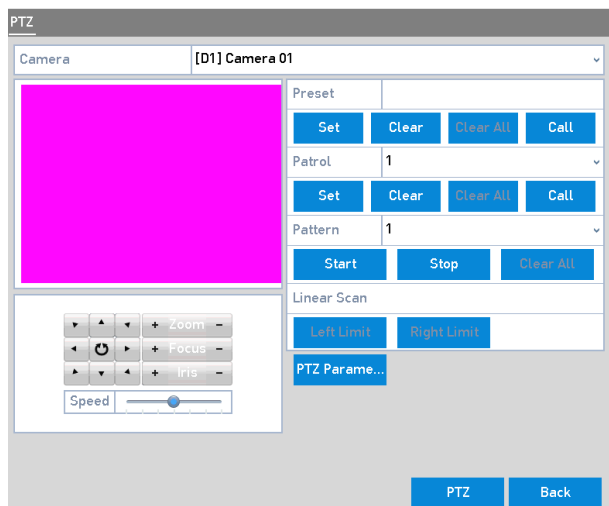 PTZ
Camera [D1] Camera 01
Preset
Set Clear Clear All Call
Patrol 1
Set Clear Clear All Call
Pattern 1
Start Stop Clear All
Linear Scan
Left Limit Right Limit
PTZ Parame...
+ Zoom -
+ Focus -
+ Iris -
Speed
PTZ Back